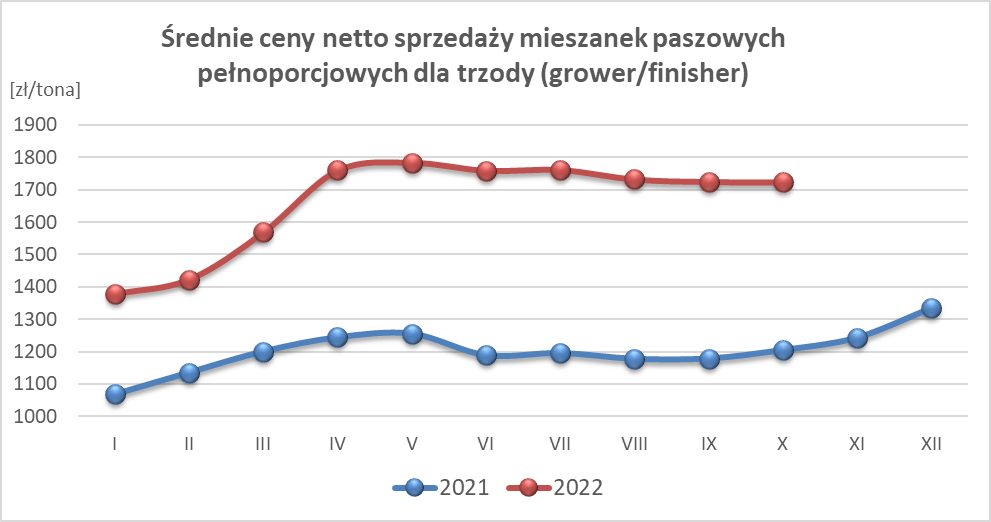 Średnie ceny netto sprzedaży mieszanek paszowych
pełnoporcjowych dla trzody (grower/finisher)
[zł/tona]
1900
1800
1700
1600
1500
1400
1300
1200
1100
1000
I II III IV V VI VII VIII IX X XI XII
2021 2022